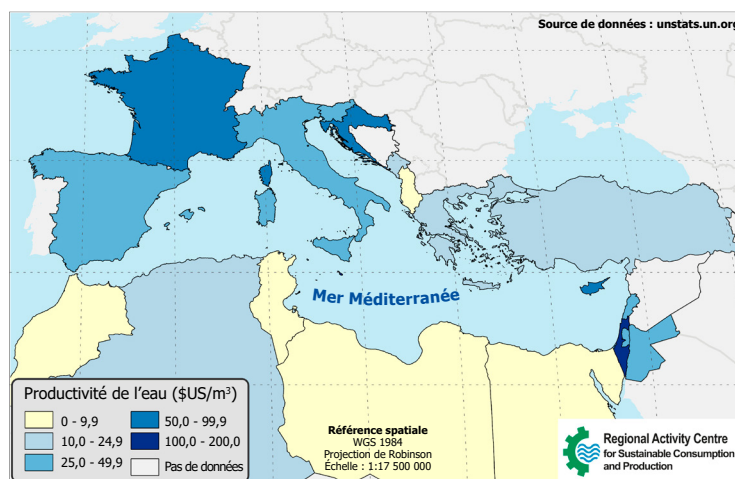 Source de données : unstats.un.org
Mer Méditerranée
Productivité de l'eau ($US/m³)
0 - 9,9
10,0 - 24,9
25,0 - 49,9
50,0 - 99,9
100,0 - 200,0
Pas de données
Référence spatiale
WGS 1984
Projection de Robinson
Échelle : 1:17 500 000
Regional Activity Centre
for Sustainable Consumption
and Production